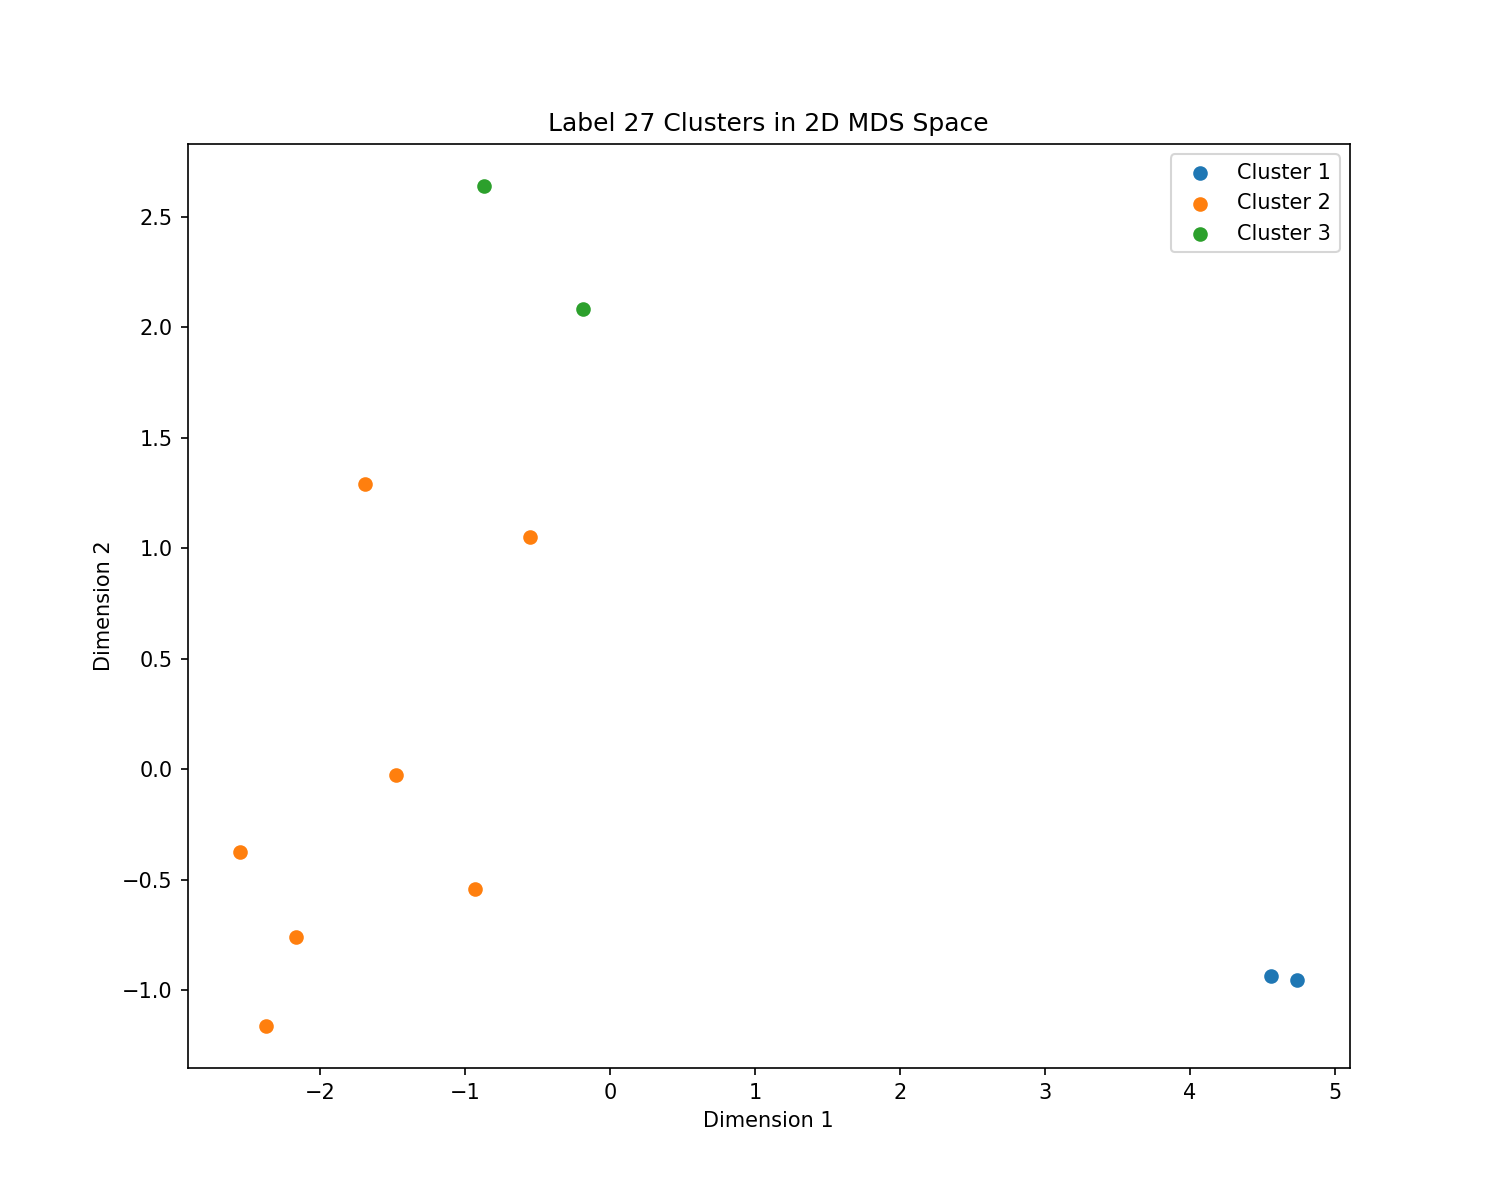 Label 27 Clusters in 2D MDS Space
Cluster 1
Cluster 2
Cluster 3
2.5
2.0
1.5
1.0
0.5
0.0
−0.5
−1.0
Dimension 2
−2 −1 0 1 2 3 4 5
Dimension 1